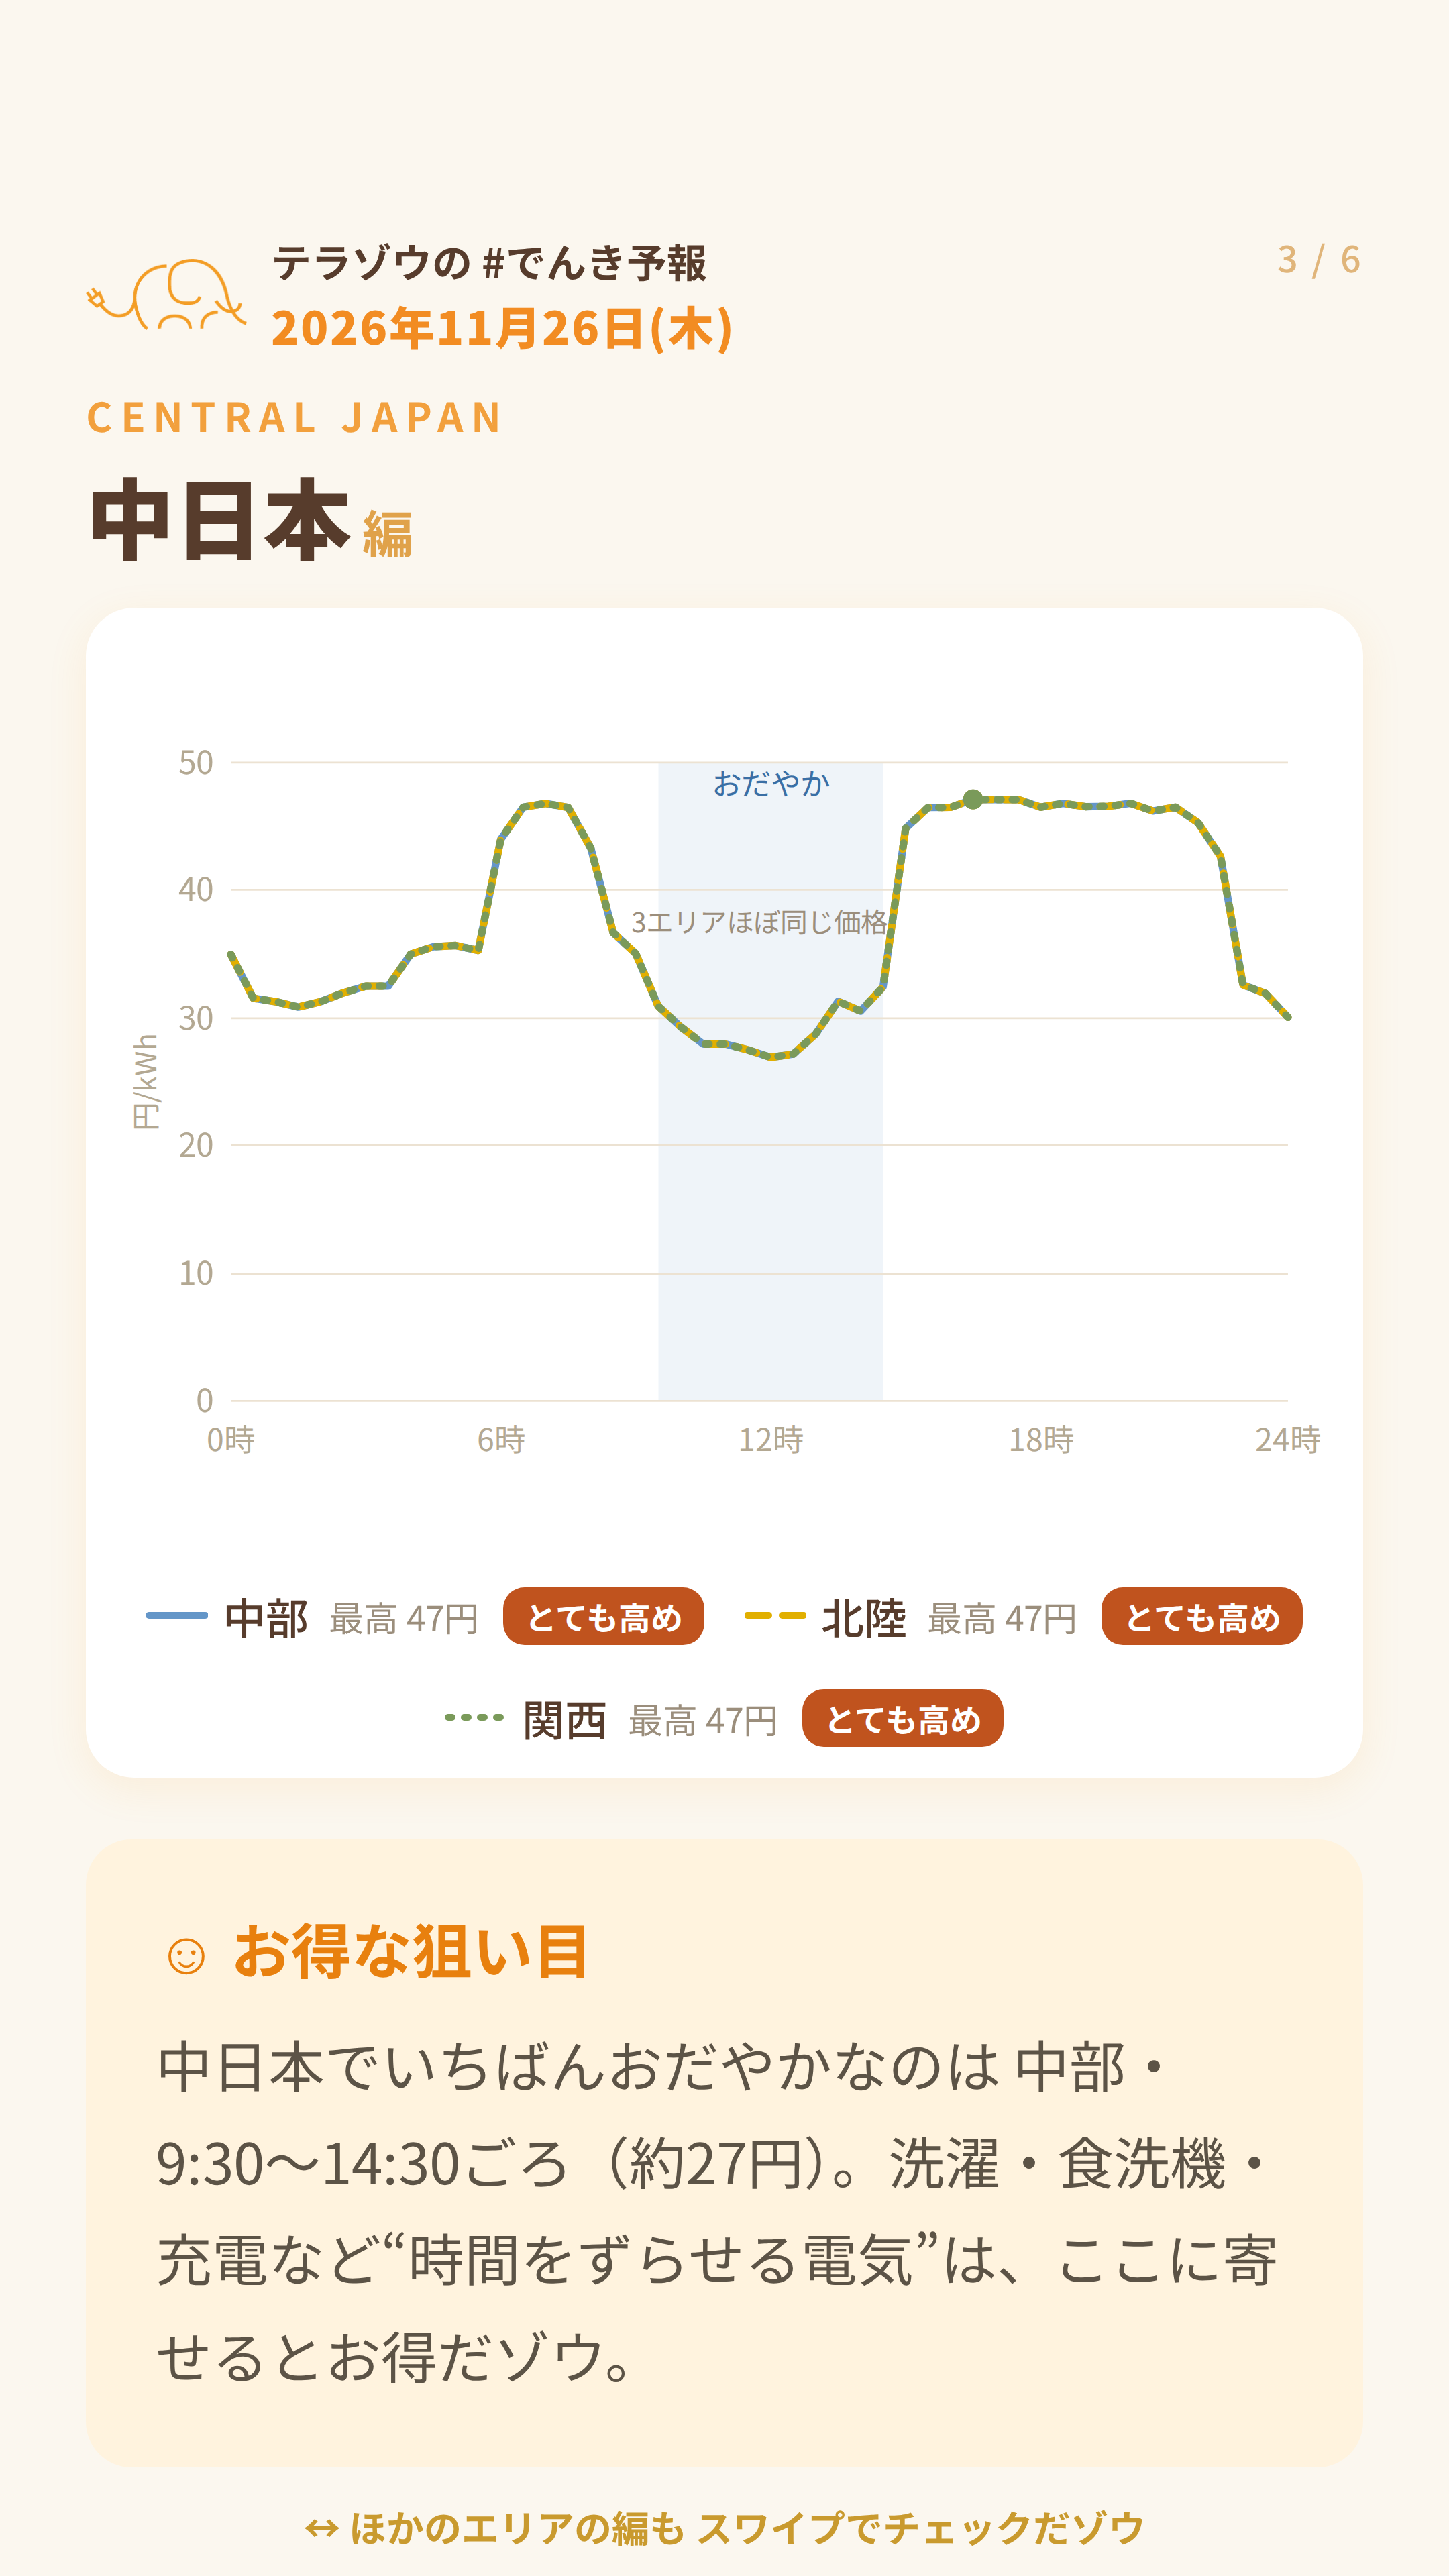 テラゾウの #でんき予報
2026年11月26日(木)
3 / 6
CENTRAL JAPAN
中日本 編
50
おだやか
40
3エリアほぼ同じ価格
30
円/kWh
20
10
0
0時 6時 12時 18時 24時
中部 最高 47円 とても高め 北陸 最高 47円 とても高め
関西 最高 47円 とても高め
☺ お得な狙い目
中日本でいちばんおだやかなのは 中部・
9:30〜14:30ごろ（約27円）。洗濯・食洗機・
充電など“時間をずらせる電気”は、ここに寄
せるとお得だゾウ。
↔ ほかのエリアの編も スワイプでチェックだゾウ